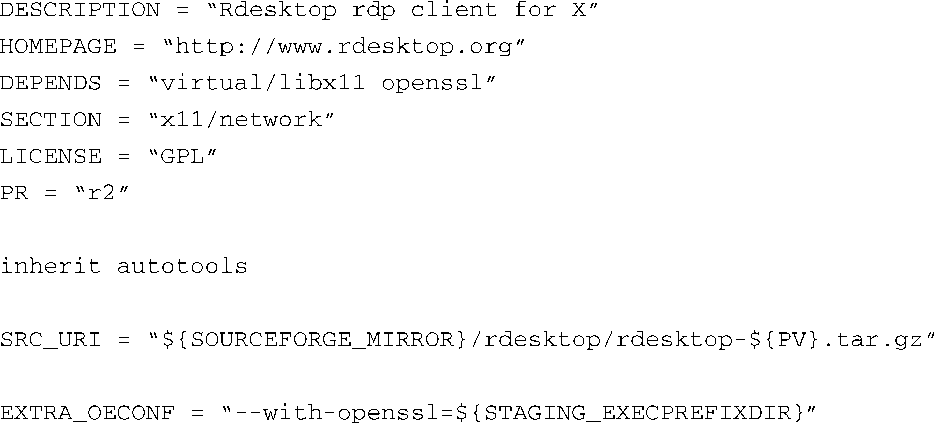 DESCRIPTION = “Rdesktop rdp client for X”
HOMEPAGE = “http://www.rdesktop.org”
DEPENDS = “virtual/libx11 openssl”
SECTION = “x11/network”
LICENSE = “GPL”
PR = “r2”
inherit autotools
SRC_URI = “${SOURCEFORGE_MIRROR}/rdesktop/rdesktop-${PV}.tar.gz”
EXTRA_OECONF = “--with-openssl=${STAGING_EXECPREFIXDIR}”